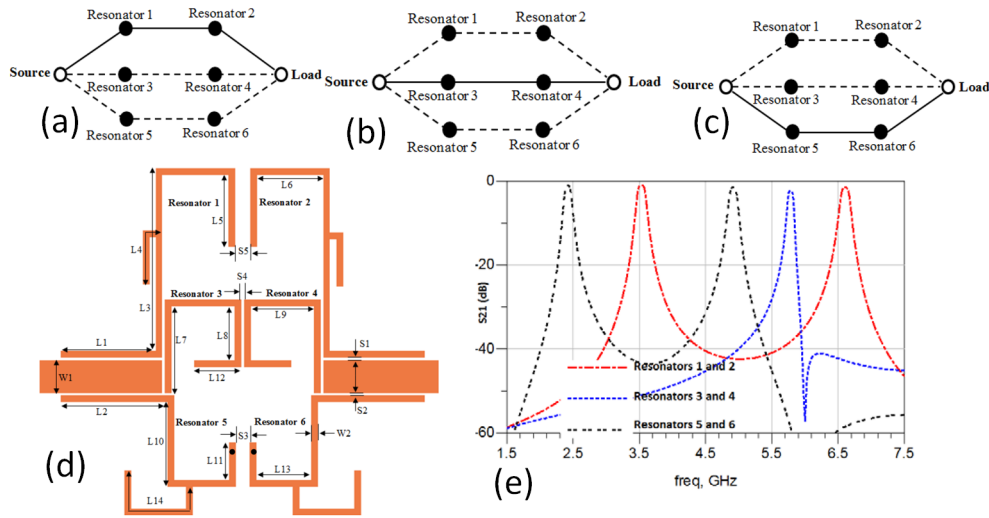 Resonator 1 Resonator 2
Source Load
Resonator 3 Resonator 4
Resonator 5 Resonator 6
(a)
Resonator 1 Resonator 2
Source Load
Resonator 3 Resonator 4
Resonator 5 Resonator 6
(b)
Resonator 1 Resonator 2
Source Load
Resonator 3 Resonator 4
Resonator 5 Resonator 6
(c)
L6
Resonator 1 Resonator 2
L5
L4
S5
S4
Resonator 3 Resonator 4
L3
L7
L8
L9
L1
S1
L12
W1
L2
S2
Resonator 5 Resonator 6
S3
W2
L10
L11
L13
L14
(d)
0
-20
-40
-60
S21 [dB]
Resonators 1 and 2
Resonators 3 and 4
Resonators 5 and 6
1.5 2.5 3.5 4.5 5.5 6.5 7.5
freq, GHz
(e)